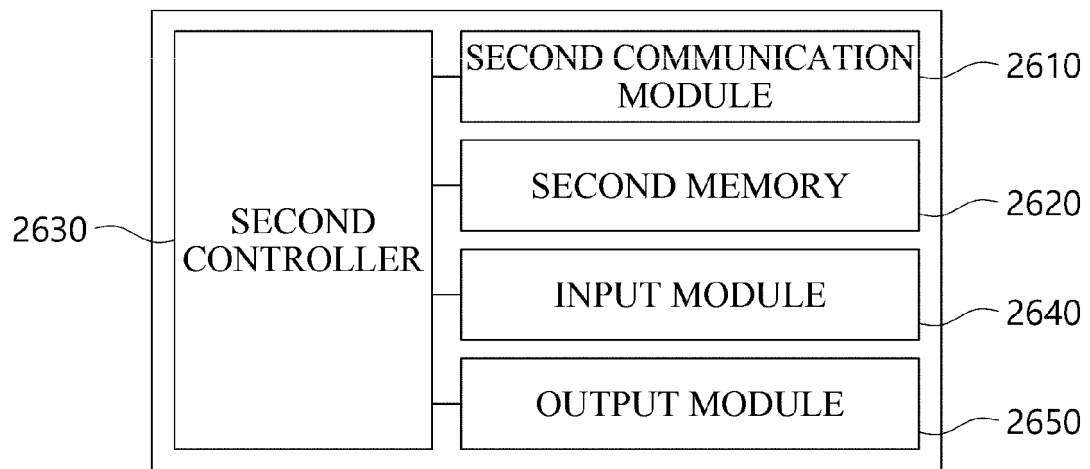 SECOND COMMUNICATION
MODULE
2610
SECOND MEMORY
2620
2630
SECOND
CONTROLLER
INPUT MODULE
2640
OUTPUT MODULE
2650